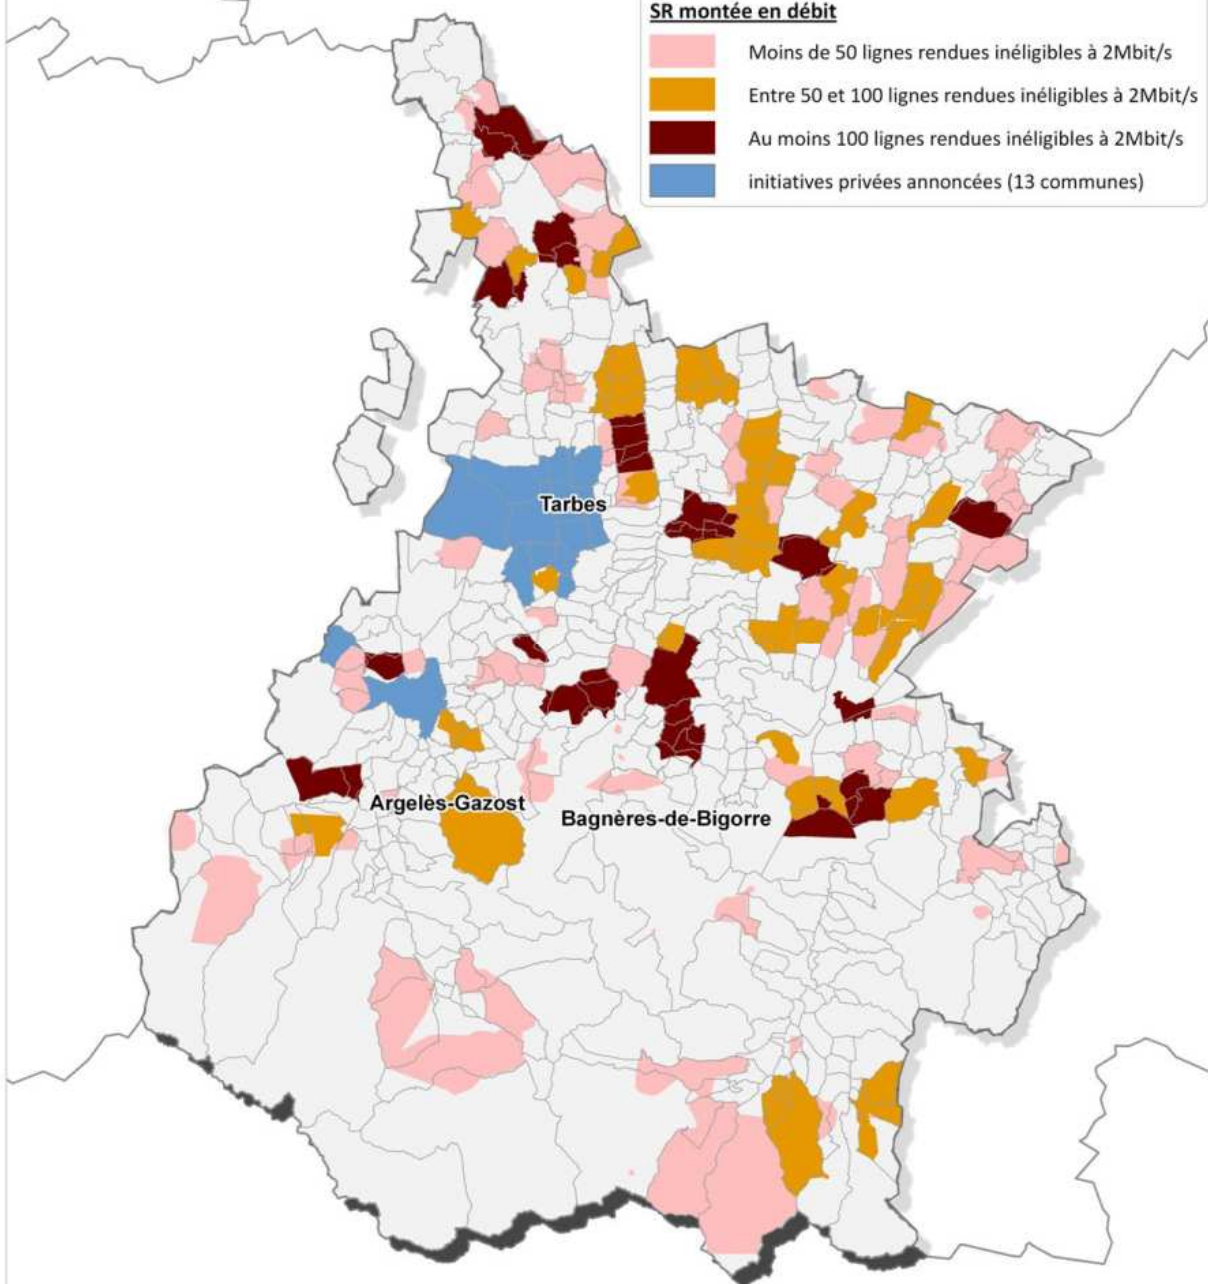 SR montée en débit
Moins de 50 lignes rendues inéligibles à 2Mbit/s
Entre 50 et 100 lignes rendues inéligibles à 2Mbit/s
Au moins 100 lignes rendues inéligibles à 2Mbit/s
initiatives privées annoncées (13 communes)
Tarbes
Argelès-Gazost
Bagnères-de-Bigorre